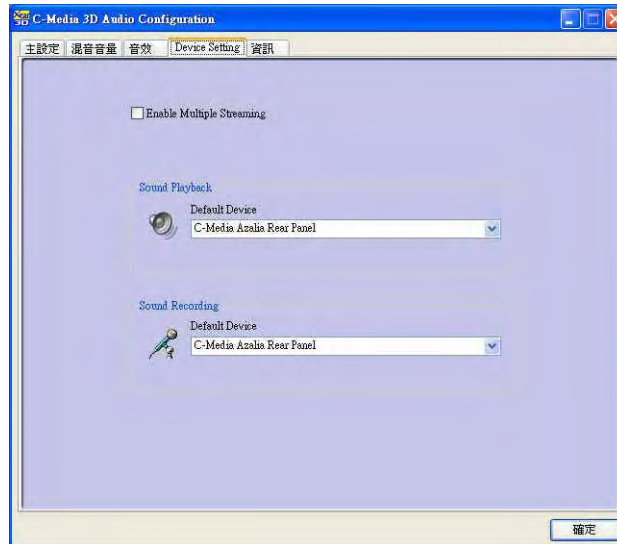 C-Media 3D Audio Configuration
主設定 混音音量 音效 Device Setting 資訊
Enable Multiple Streaming
Sound Playback
Default Device
C-Media Azalia Rear Panel
Sound Recording
Default Device
C-Media Azalia Rear Panel
確定